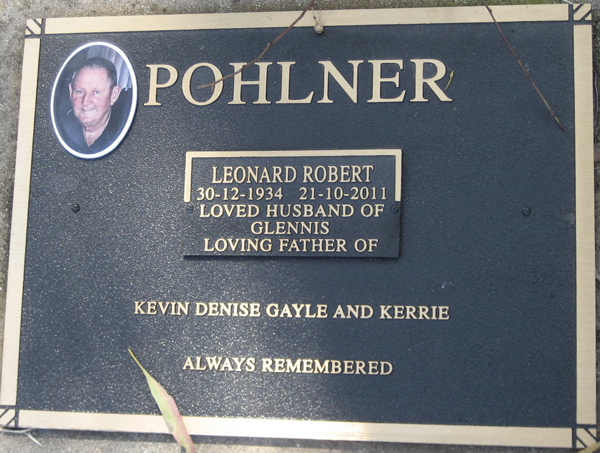 POHLNER
LEONARD ROBERT
30-12-1934 21-10-2011
LOVED HUSBAND OF
GLENNIS
LOVING FATHER OF
KEVIN DENISE GAYLE AND KERRIE
ALWAYS REMEMBERED